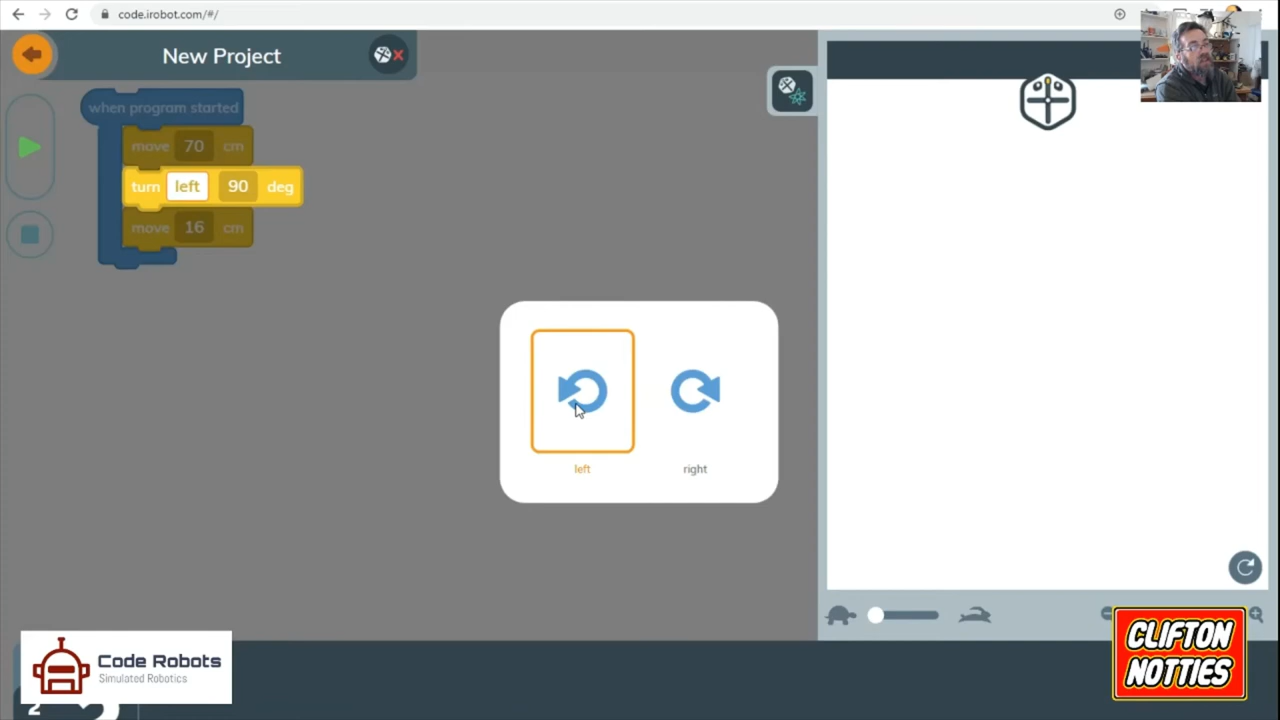 code.irobot.com/#/
New Project
when program started
move 70 cm
turn left 90 deg
move 16 cm
left
right
Code Robots
Simulated Robotics
CLIFTON
NOTTIES
2